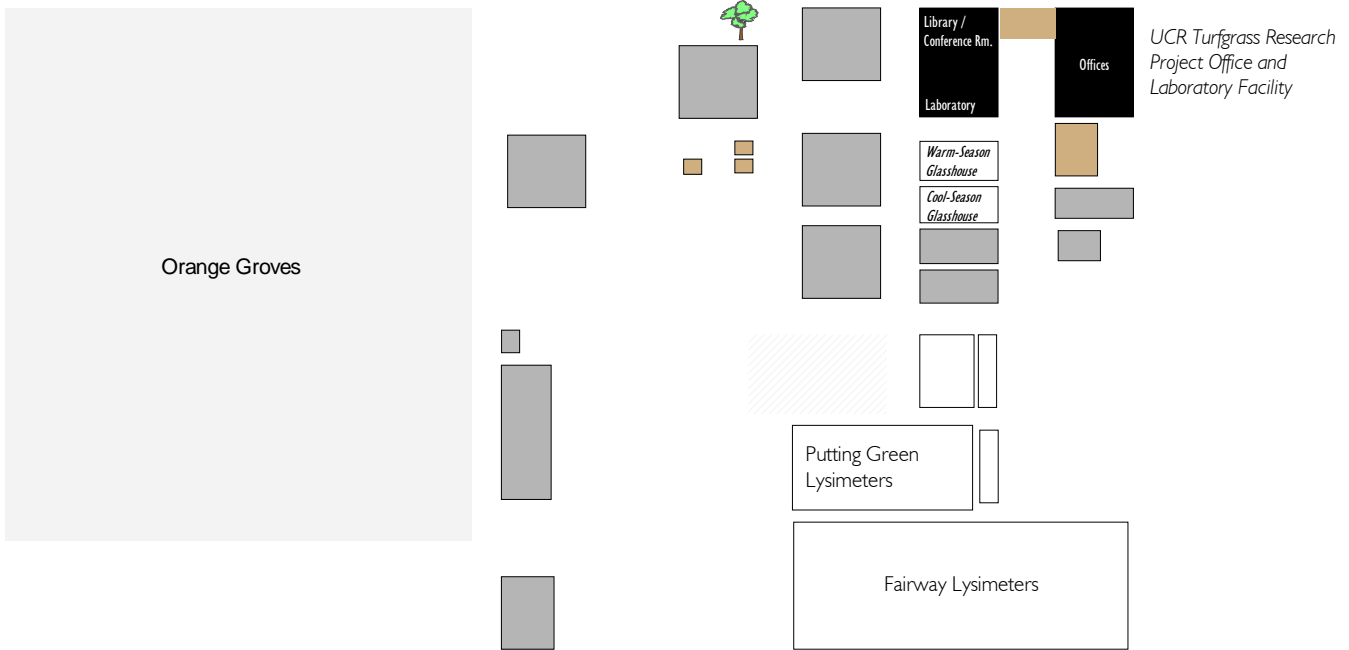 Library /
Conference Rm.
Laboratory
Offices
UCR Turfgrass Research
Project Office and
Laboratory Facility
Warm-Season
Glasshouse
Cool-Season
Glasshouse
Orange Groves
Putting Green
Lysimeters
Fairway Lysimeters